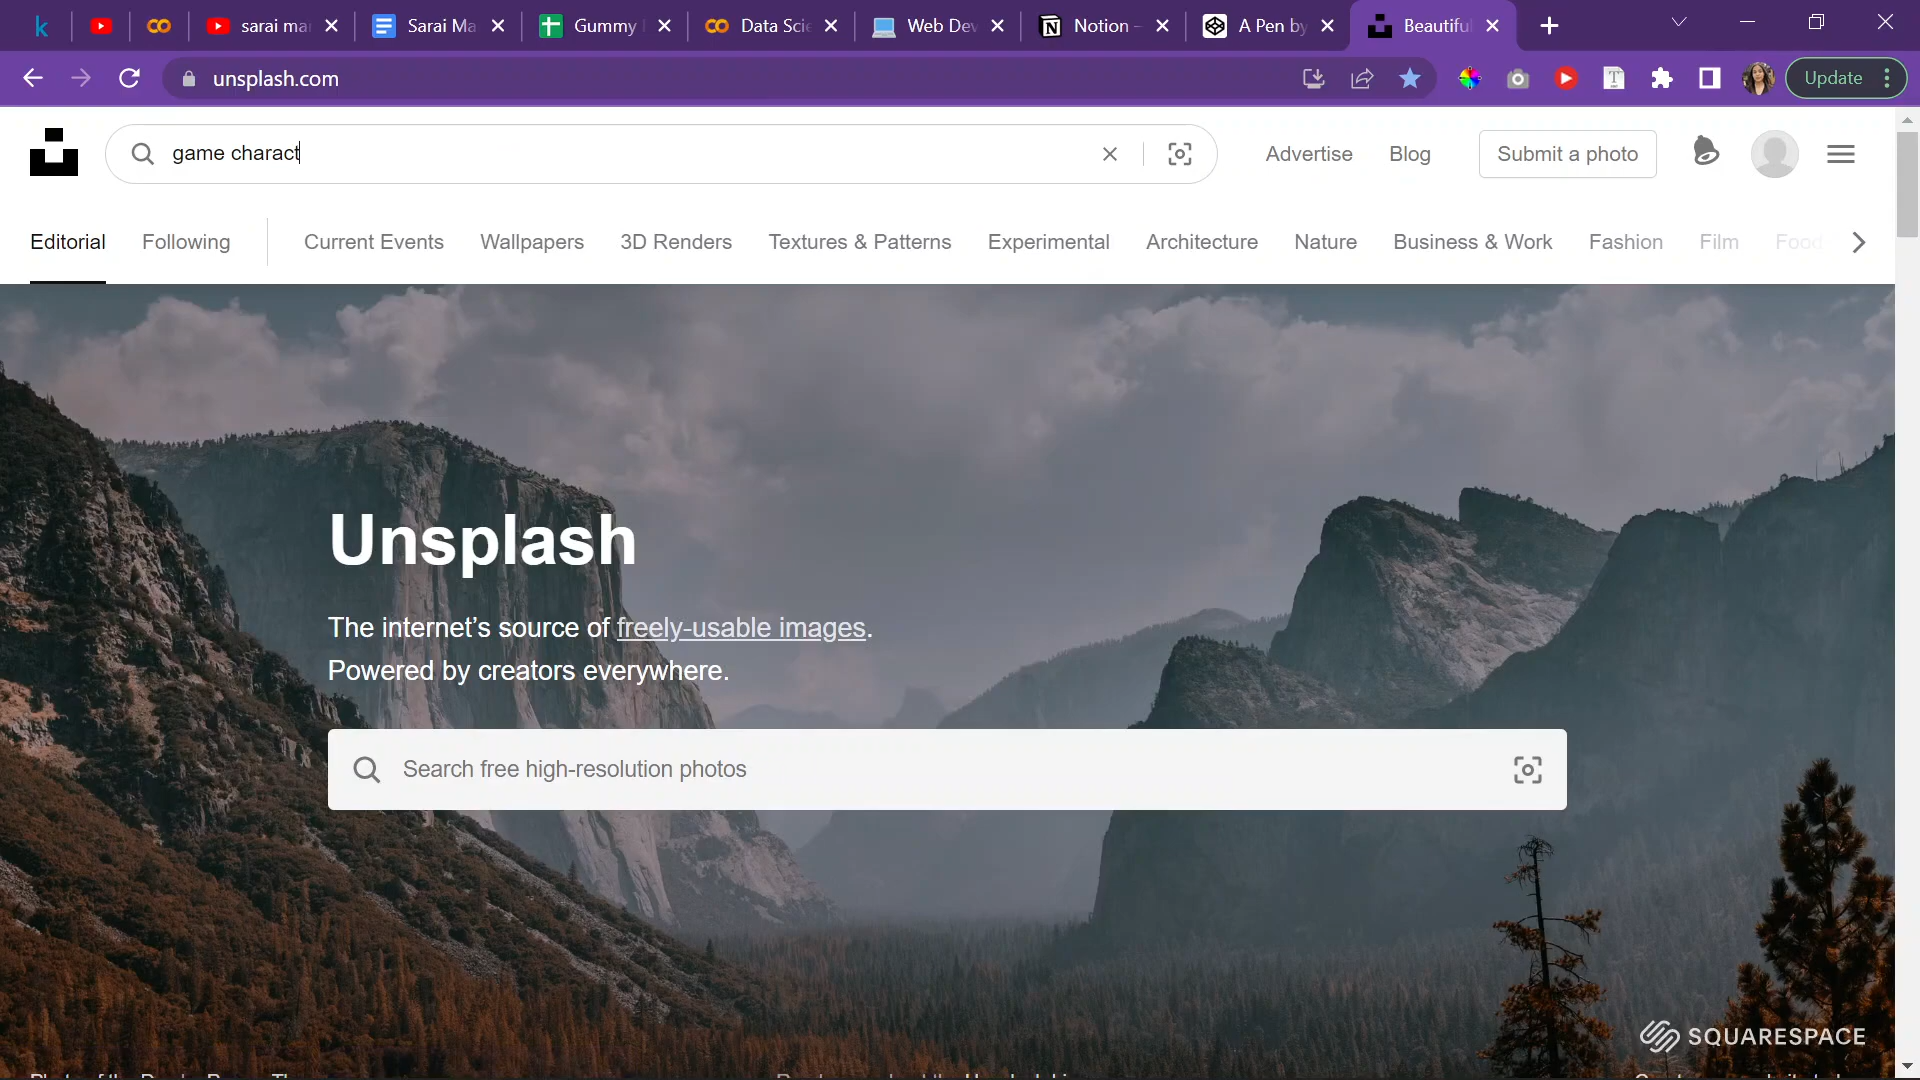 sarai ma
Sarai Ma
Gummy
Data Sci
Web Dev
Notion -
A Pen by
Beautiful
unsplash.com
Update
game charact
Advertise
Blog
Submit a photo
Editorial
Following
Current Events
Wallpapers
3D Renders
Textures & Patterns
Experimental
Architecture
Nature
Business & Work
Fashion
Film
Food
Unsplash
The internet's source of freely-usable images.
Powered by creators everywhere.
Search free high-resolution photos
SQUARESPACE